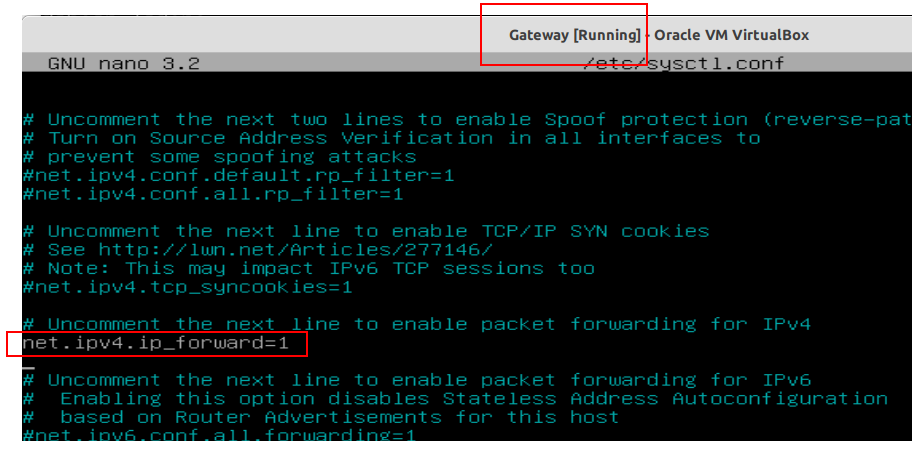 Gateway [Running] - Oracle VM VirtualBox
GNU nano 3.2 /etc/sysctl.conf
# Uncomment the next two lines to enable Spoof protection (reverse-pat
# Turn on Source Address Verification in all interfaces to
# prevent some spoofing attacks
#net.ipv4.conf.default.rp_filter=1
#net.ipv4.conf.all.rp_filter=1
# Uncomment the next line to enable TCP/IP SYN cookies
# See http://lwn.net/Articles/277146/
# Note: This may impact IPv6 TCP sessions too
#net.ipv4.tcp_syncookies=1
# Uncomment the next line to enable packet forwarding for IPv4
net.ipv4.ip_forward=1
# Uncomment the next line to enable packet forwarding for IPv6
#  Enabling this option disables Stateless Address Autoconfiguration
#  based on Router Advertisements for this host
#net.ipv6.conf.all.forwarding=1